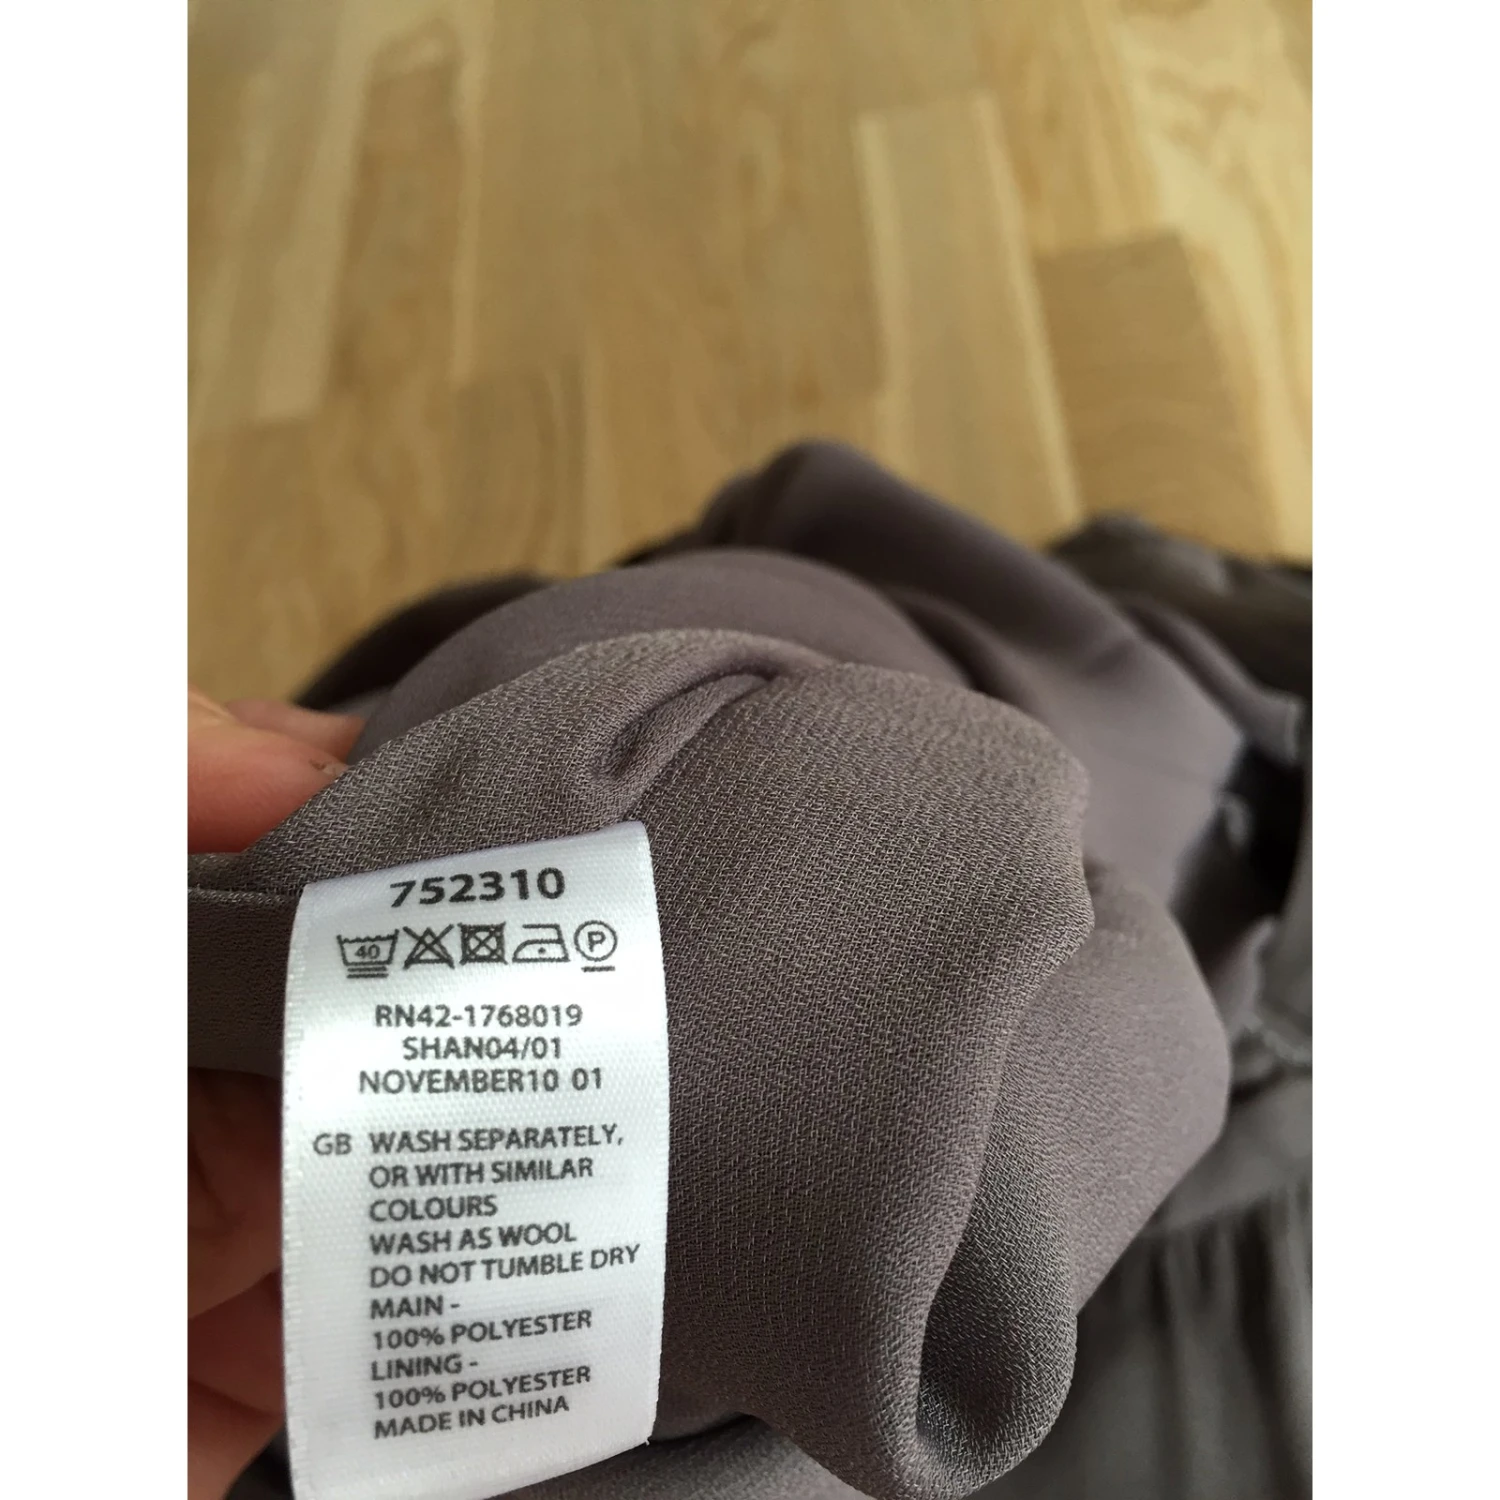 752310
40 P
RN42-1768019
SHAN04/01
NOVEMBER10 01
GB WASH SEPARATELY,
OR WITH SIMILAR
COLOURS
WASH AS WOOL
DO NOT TUMBLE DRY
MAIN -
100% POLYESTER
LINING -
100% POLYESTER
MADE IN CHINA